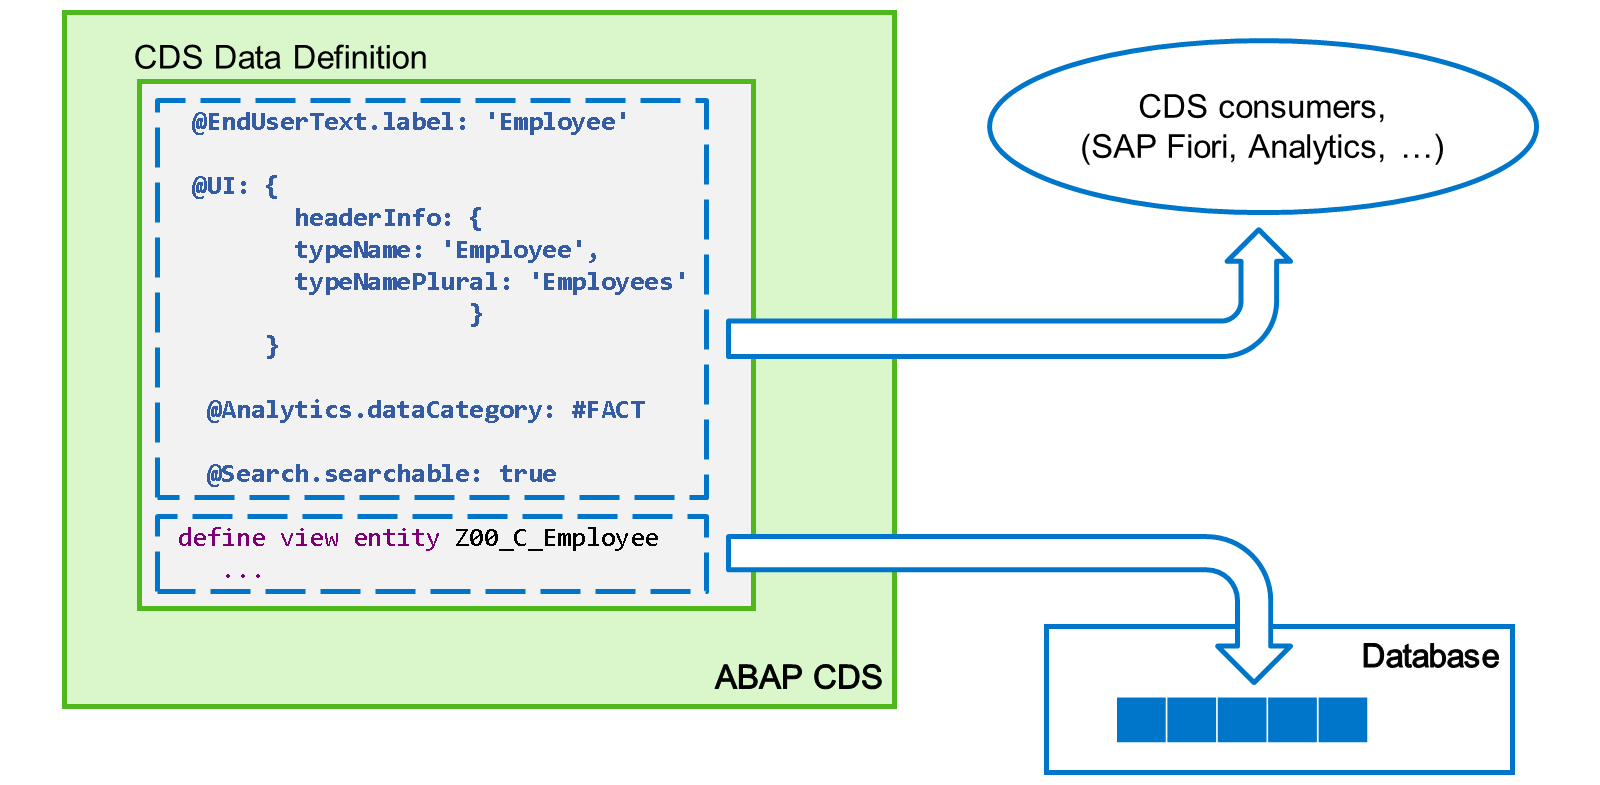 CDS Data Definition
@EndUserText.label: 'Employee'
@UI: {
headerInfo: {
typeName: 'Employee',
typeNamePlural: 'Employees'
}
}
@Analytics.dataCategory: #FACT
@Search.searchable: true
define view entity Z00_C_Employee
...
ABAP CDS
CDS consumers,
(SAP Fiori, Analytics, …)
Database